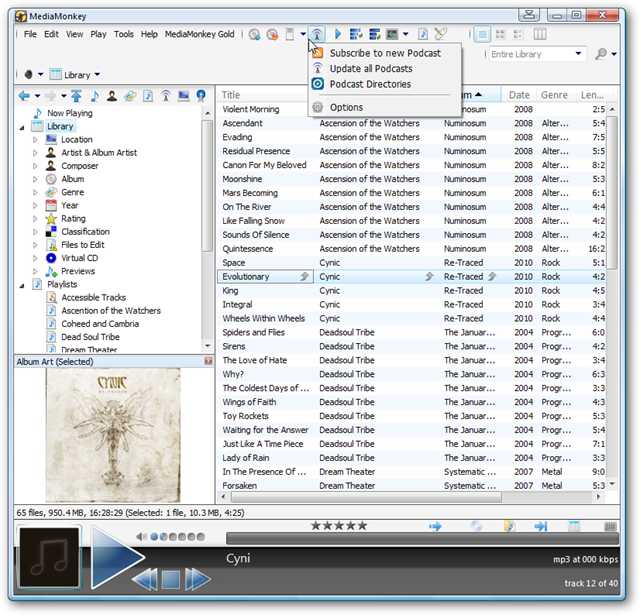 MediaMonkey
File Edit View Play Tools Help MediaMonkey Gold
Entire Library
Library
Subscribe to new Podcast
Update all Podcasts
Podcast Directories
Options
Now Playing
Library
Location
Artist & Album Artist
Composer
Album
Genre
Year
Rating
Classification
Files to Edit
Virtual CD
Previews
Playlists
Accessible Tracks
Ascention of the Watchers
Coheed and Cambria
Dead Soul Tribe
Dream Theater
Title Date Genre Len...
Violent Morning Numinosum 2008 2:5
Ascendant Ascension of the Watchers Numinosum 2008 Alter... 5:4
Evading Ascension of the Watchers Numinosum 2008 Alter... 7:5
Residual Presence Ascension of the Watchers Numinosum 2008 Alter... 5:4
Canon For My Beloved Ascension of the Watchers Numinosum 2008 Alter... 8:2
Moonshine Ascension of the Watchers Numinosum 2008 Alter... 5:3
Mars Becoming Ascension of the Watchers Numinosum 2008 Alter... 6:1
On The River Ascension of the Watchers Numinosum 2008 Alter... 4:4
Like Falling Snow Ascension of the Watchers Numinosum 2008 Alter... 5:2
Sounds Of Silence Ascension of the Watchers Numinosum 2008 Alter... 6:2
Quintessence Ascension of the Watchers Numinosum 2008 Alter... 16:2
Space Cynic Re-Traced 2010 Rock 5:1
Evolutionary Cynic Re-Traced 2010 Rock 4:2
King Cynic Re-Traced 2010 Rock 4:5
Integral Cynic Re-Traced 2010 Rock 3:4
Wheels Within Wheels Cynic Re-Traced 2010 Rock 4:3
Spiders and Flies Deadsoul Tribe The Januar... 2004 Progr... 6:0
Sirens Deadsoul Tribe The Januar... 2004 Progr... 4:2
The Love of Hate Deadsoul Tribe The Januar... 2004 Progr... 3:4
Why? Deadsoul Tribe The Januar... 2004 Progr... 6:3
The Coldest Days of ... Deadsoul Tribe The Januar... 2004 Progr... 5:3
Wings of Faith Deadsoul Tribe The Januar... 2004 Progr... 4:3
Toy Rockets Deadsoul Tribe The Januar... 2004 Progr... 5:3
Waiting for the Answer Deadsoul Tribe The Januar... 2004 Progr... 4:2
Just Like A Time Piece Deadsoul Tribe The Januar... 2004 Progr... 7:1
Lady of Rain Deadsoul Tribe The Januar... 2004 Progr... 3:1
In The Presence Of ... Dream Theater Systematic ... 2007 Metal 9:0
Forsaken Dream Theater Systematic ... 2007 Progr... 5:3
Album Art (Selected)
CYNIC
65 files, 950.4 MB, 16:28:29 (Selected: 1 file, 10.3 MB, 4:25)
Cyni
mp3 at 000 kbps
track 12 of 40